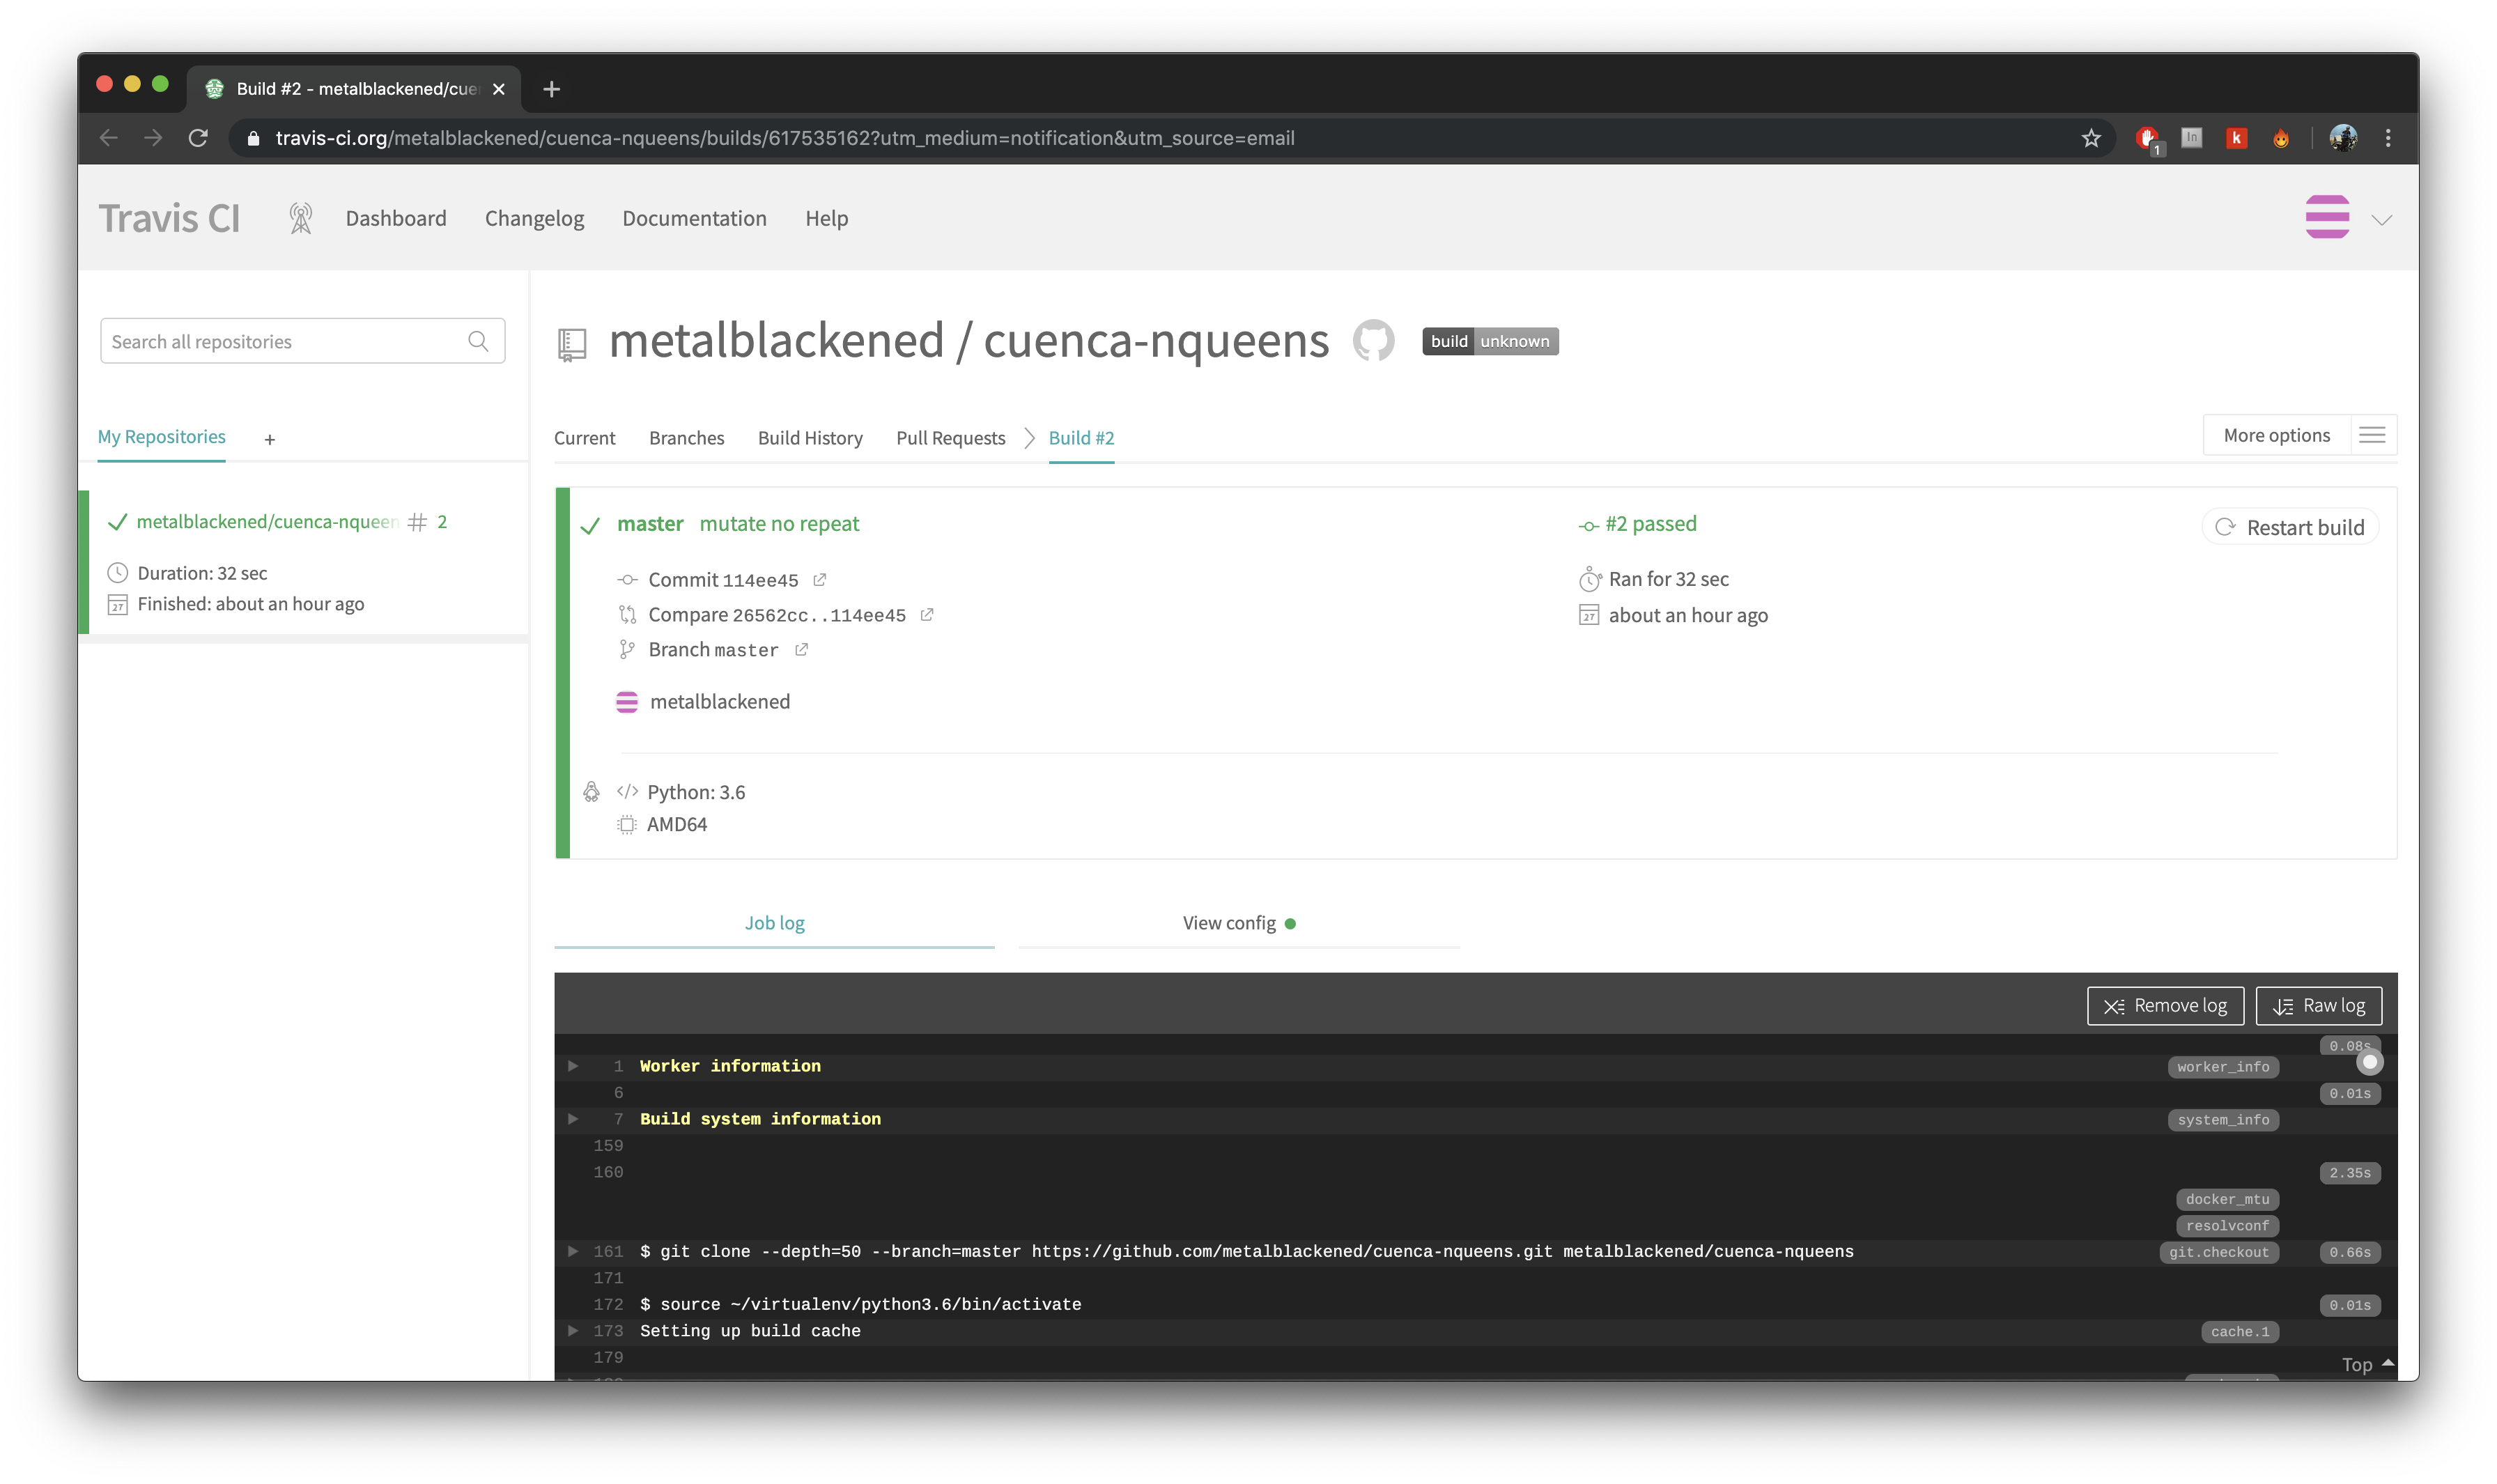 Build #2 - metalblackened/cue
travis-ci.org/metalblackened/cuenca-nqueens/builds/617535162?utm_medium=notification&utm_source=email
1
In
k
Travis CI
Dashboard
Changelog
Documentation
Help
Search all repositories
My Repositories
+
metalblackened/cuenca-nqueen
# 2
Duration: 32 sec
27
Finished: about an hour ago
metalblackened / cuenca-nqueens
build unknown
Current
Branches
Build History
Pull Requests
Build #2
More options
master mutate no repeat
Commit 114ee45
Compare 26562cc..114ee45
Branch master
metalblackened
#2 passed
Ran for 32 sec
27
about an hour ago
Restart build
</> Python: 3.6
AMD64
Job log
View config
Remove log
Raw log
0.08s
1 Worker information worker_info
6 0.01s
7 Build system information system_info
159
160 2.35s
docker_mtu
resolvconf
161 $ git clone --depth=50 --branch=master https://github.com/metalblackened/cuenca-nqueens.git metalblackened/cuenca-nqueens git.checkout 0.66s
171
172 $ source ~/virtualenv/python3.6/bin/activate 0.01s
173 Setting up build cache cache.1
179
Top